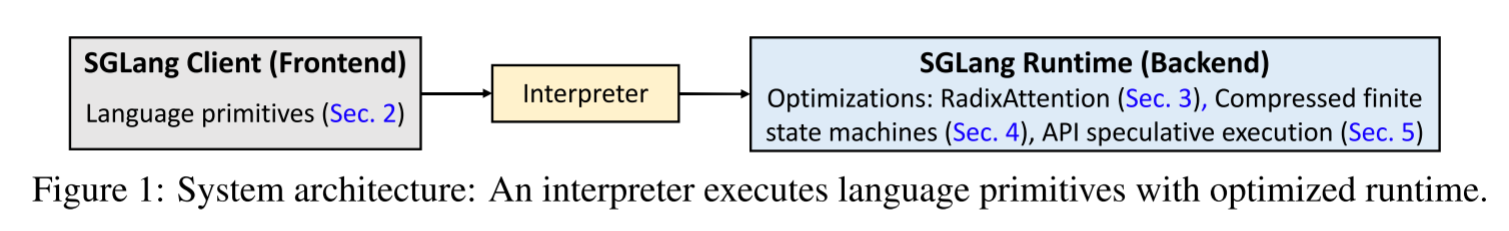 SGLang Client (Frontend)
Language primitives (Sec. 2)
Interpreter
SGLang Runtime (Backend)
Optimizations: RadixAttention (Sec. 3), Compressed finite
state machines (Sec. 4), API speculative execution (Sec. 5)
Figure 1: System architecture: An interpreter executes language primitives with optimized runtime.